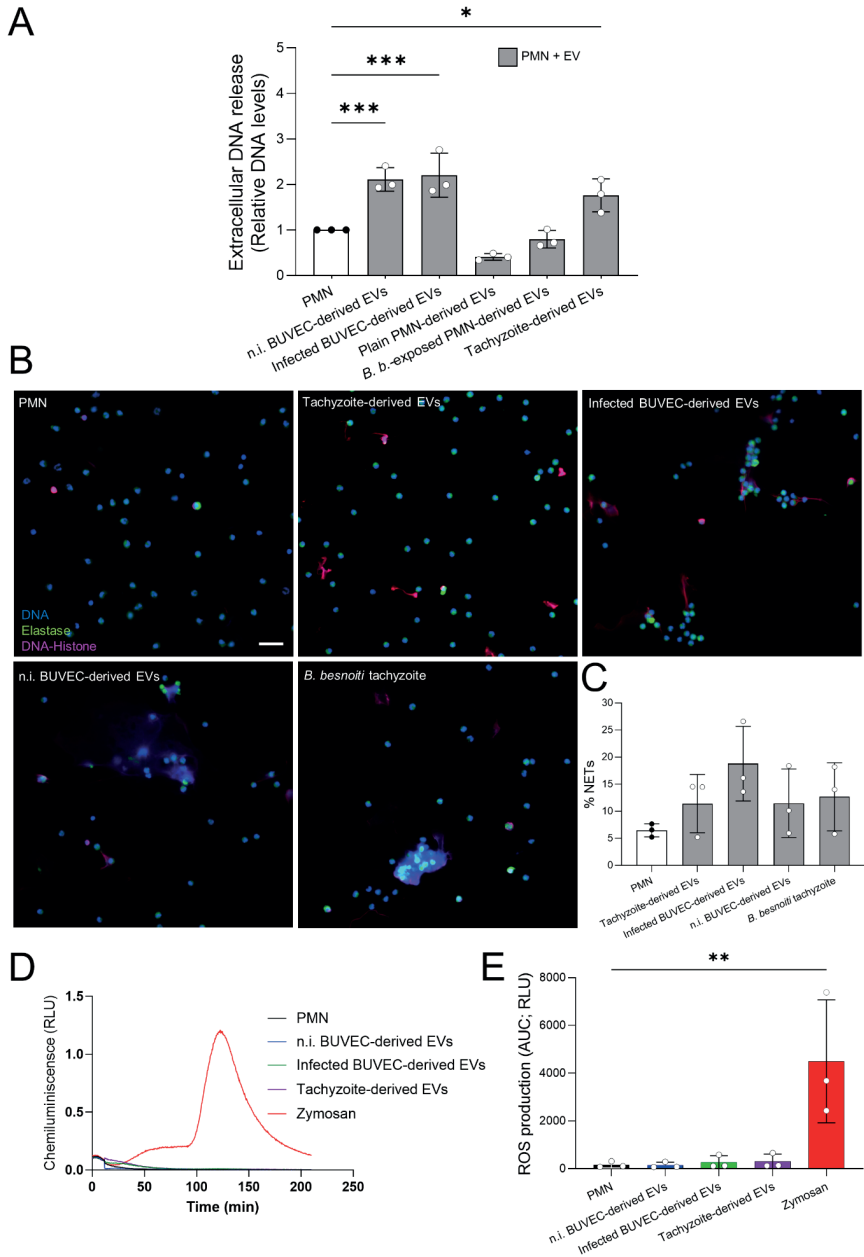 A
*
***
***
PMN + EV
Extracellular DNA release
(Relative DNA levels)
5
4
3
2
1
0
PMN
n.i. BUVEC-derived EVs
Infected BUVEC-derived EVs
Plain PMN-derived EVs
B. b.-exposed PMN-derived EVs
Tachyzoite-derived EVs
B
PMN
DNA
Elastase
DNA-Histone
Tachyzoite-derived EVs
Infected BUVEC-derived EVs
n.i. BUVEC-derived EVs
B. besnoiti tachyzoite
C
% NETs
30
25
20
15
10
5
0
PMN
Tachyzoite-derived EVs
Infected BUVEC-derived EVs
n.i. BUVEC-derived EVs
B. besnoiti tachyzoite
D
Chemiluminiscensce (RLU)
1.5
1.0
0.5
0.0
0 50 100 150 200 250
Time (min)
PMN
n.i. BUVEC-derived EVs
Infected BUVEC-derived EVs
Tachyzoite-derived EVs
Zymosan
E
**
ROS production (AUC; RLU)
8000
6000
4000
2000
0
PMN
n.i. BUVEC-derived EVs
Infected BUVEC-derived EVs
Tachyzoite-derived EVs
Zymosan